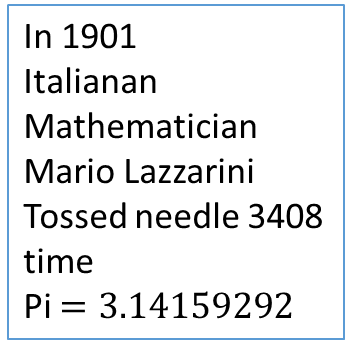 In 1901
Italianan
Mathematician
Mario Lazzarini
Tossed needle 3408
time
Pi = 3.14159292